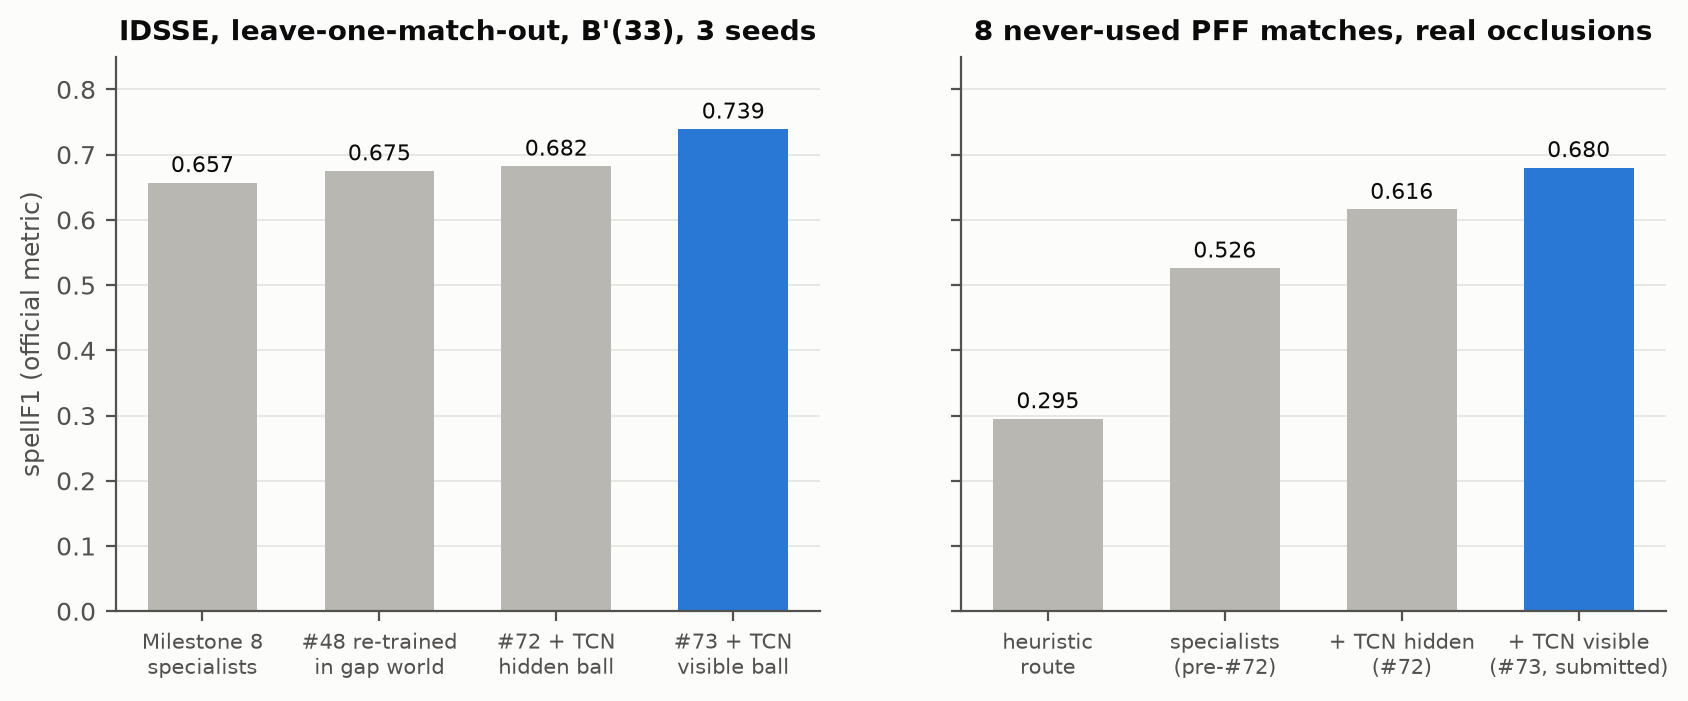 IDSSE, leave-one-match-out, B'(33), 3 seeds
spellF1 (official metric)
0.8
0.7
0.6
0.5
0.4
0.3
0.2
0.1
0.0
0.657
0.675
0.682
0.739
Milestone 8
specialists
#48 re-trained
in gap world
#72 + TCN
hidden ball
#73 + TCN
visible ball
8 never-used PFF matches, real occlusions
0.295
0.526
0.616
0.680
heuristic
route
specialists
(pre-#72)
+ TCN hidden
(#72)
+ TCN visible
(#73, submitted)